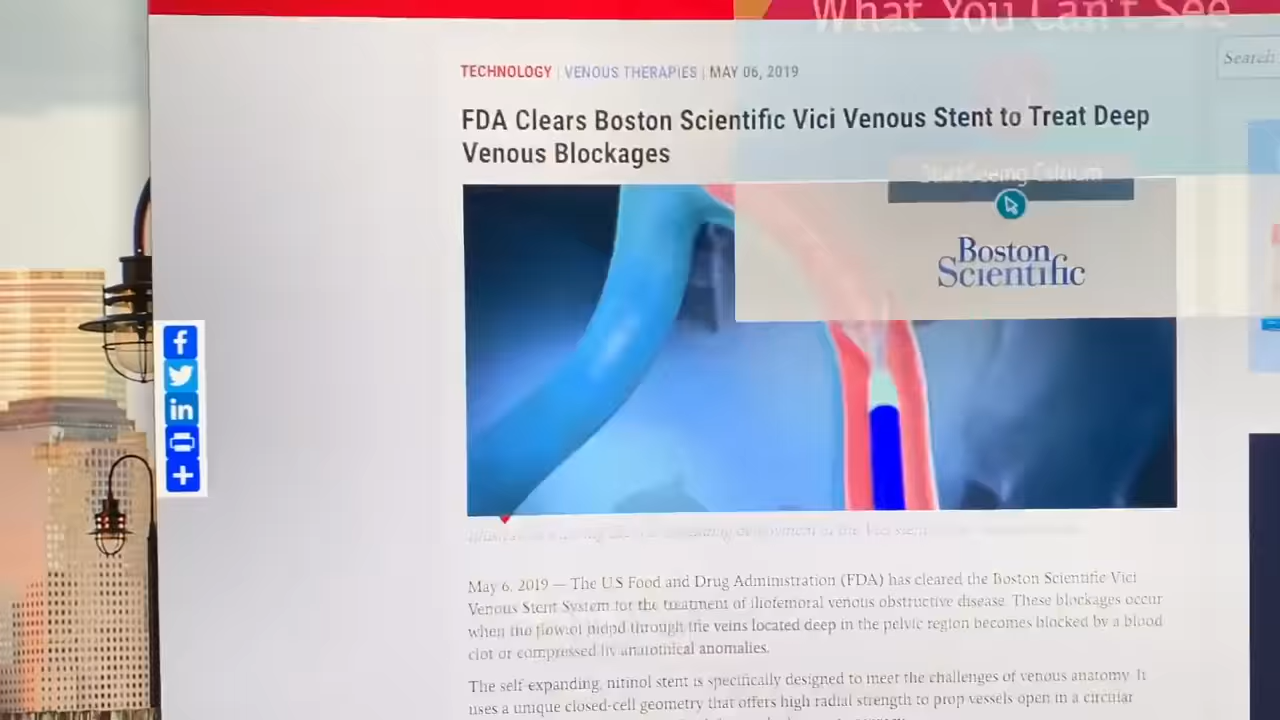 What You Can't See
Search
TECHNOLOGY | VENOUS THERAPIES | MAY 06, 2019
FDA Clears Boston Scientific Vici Venous Stent to Treat Deep
Venous Blockages
Start Seeing Calcium
Boston
Scientific
in
May 6, 2019 — The U.S Food and Drug Administration (FDA) has cleared the Boston Scientific Vici
Venous Stent System for the treatment of iliofemoral venous obstructive disease. These blockages occur
when the flow of blood through the veins located deep in the pelvic region becomes blocked by a blood
clot or compressed by anatomical anomalies.
The self-expanding, nitinol stent is specifically designed to meet the challenges of venous anatomy. It
uses a unique closed-cell geometry that offers high radial strength to prop vessels open in a circular